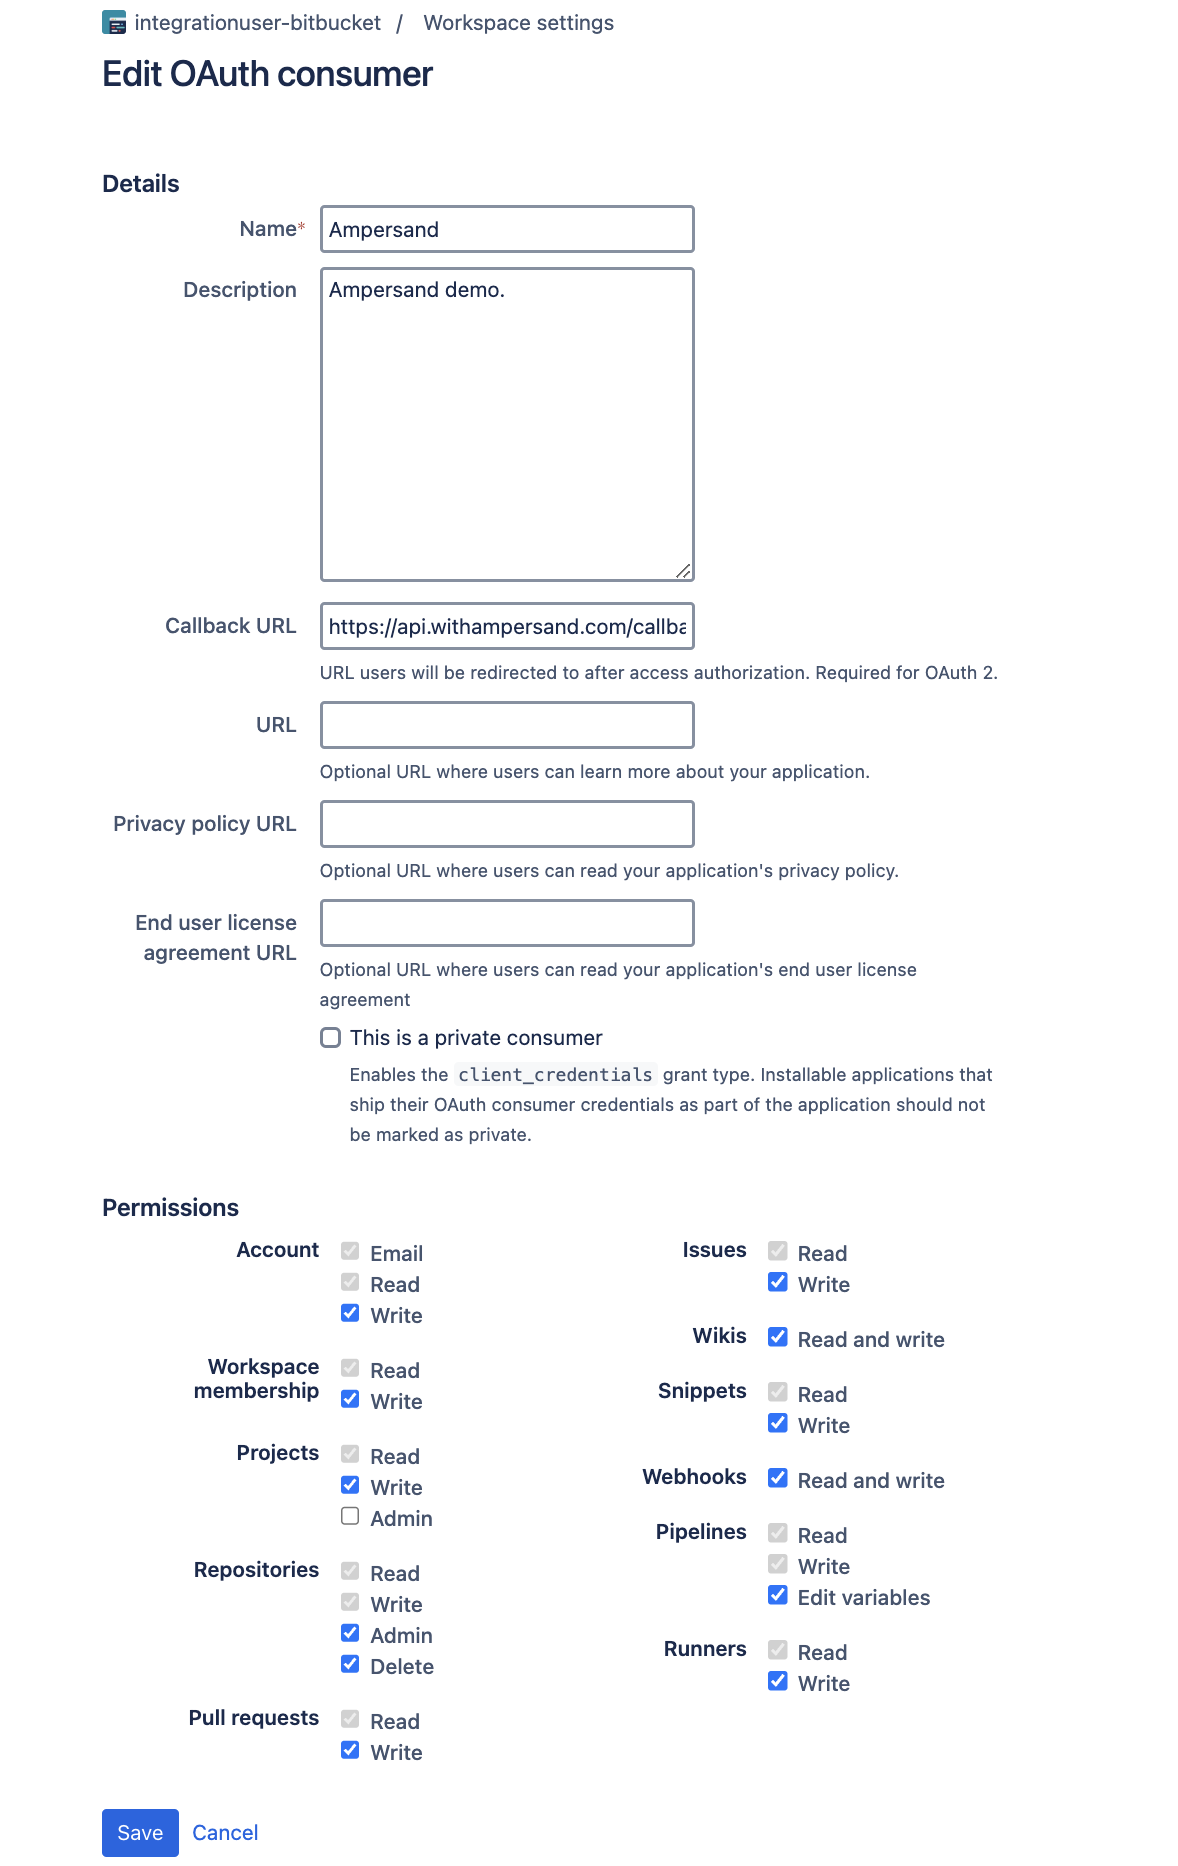 integrationuser-bitbucket / Workspace settings
Edit OAuth consumer
Details
Name*
Ampersand
Description
Ampersand demo.
Callback URL
https://api.withampersand.com/callba
URL users will be redirected to after access authorization. Required for OAuth 2.
URL
Optional URL where users can learn more about your application.
Privacy policy URL
Optional URL where users can read your application's privacy policy.
End user license
agreement URL
Optional URL where users can read your application's end user license
agreement
This is a private consumer
Enables the client_credentials grant type. Installable applications that
ship their OAuth consumer credentials as part of the application should not
be marked as private.
Permissions
Account
Email
Read
Write
Workspace
membership
Read
Write
Projects
Read
Write
Admin
Repositories
Read
Write
Admin
Delete
Pull requests
Read
Write
Issues
Read
Write
Wikis
Read and write
Snippets
Read
Write
Webhooks
Read and write
Pipelines
Read
Write
Edit variables
Runners
Read
Write
Save
Cancel